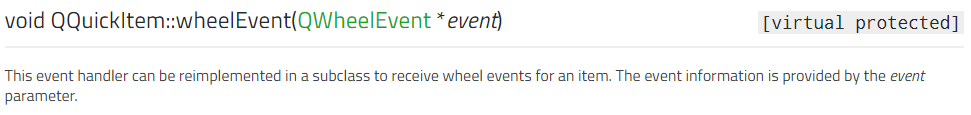 void QQuickItem::wheelEvent(QWheelEvent *event) [virtual protected]
This event handler can be reimplemented in a subclass to receive wheel events for an item. The event information is provided by the event
parameter.